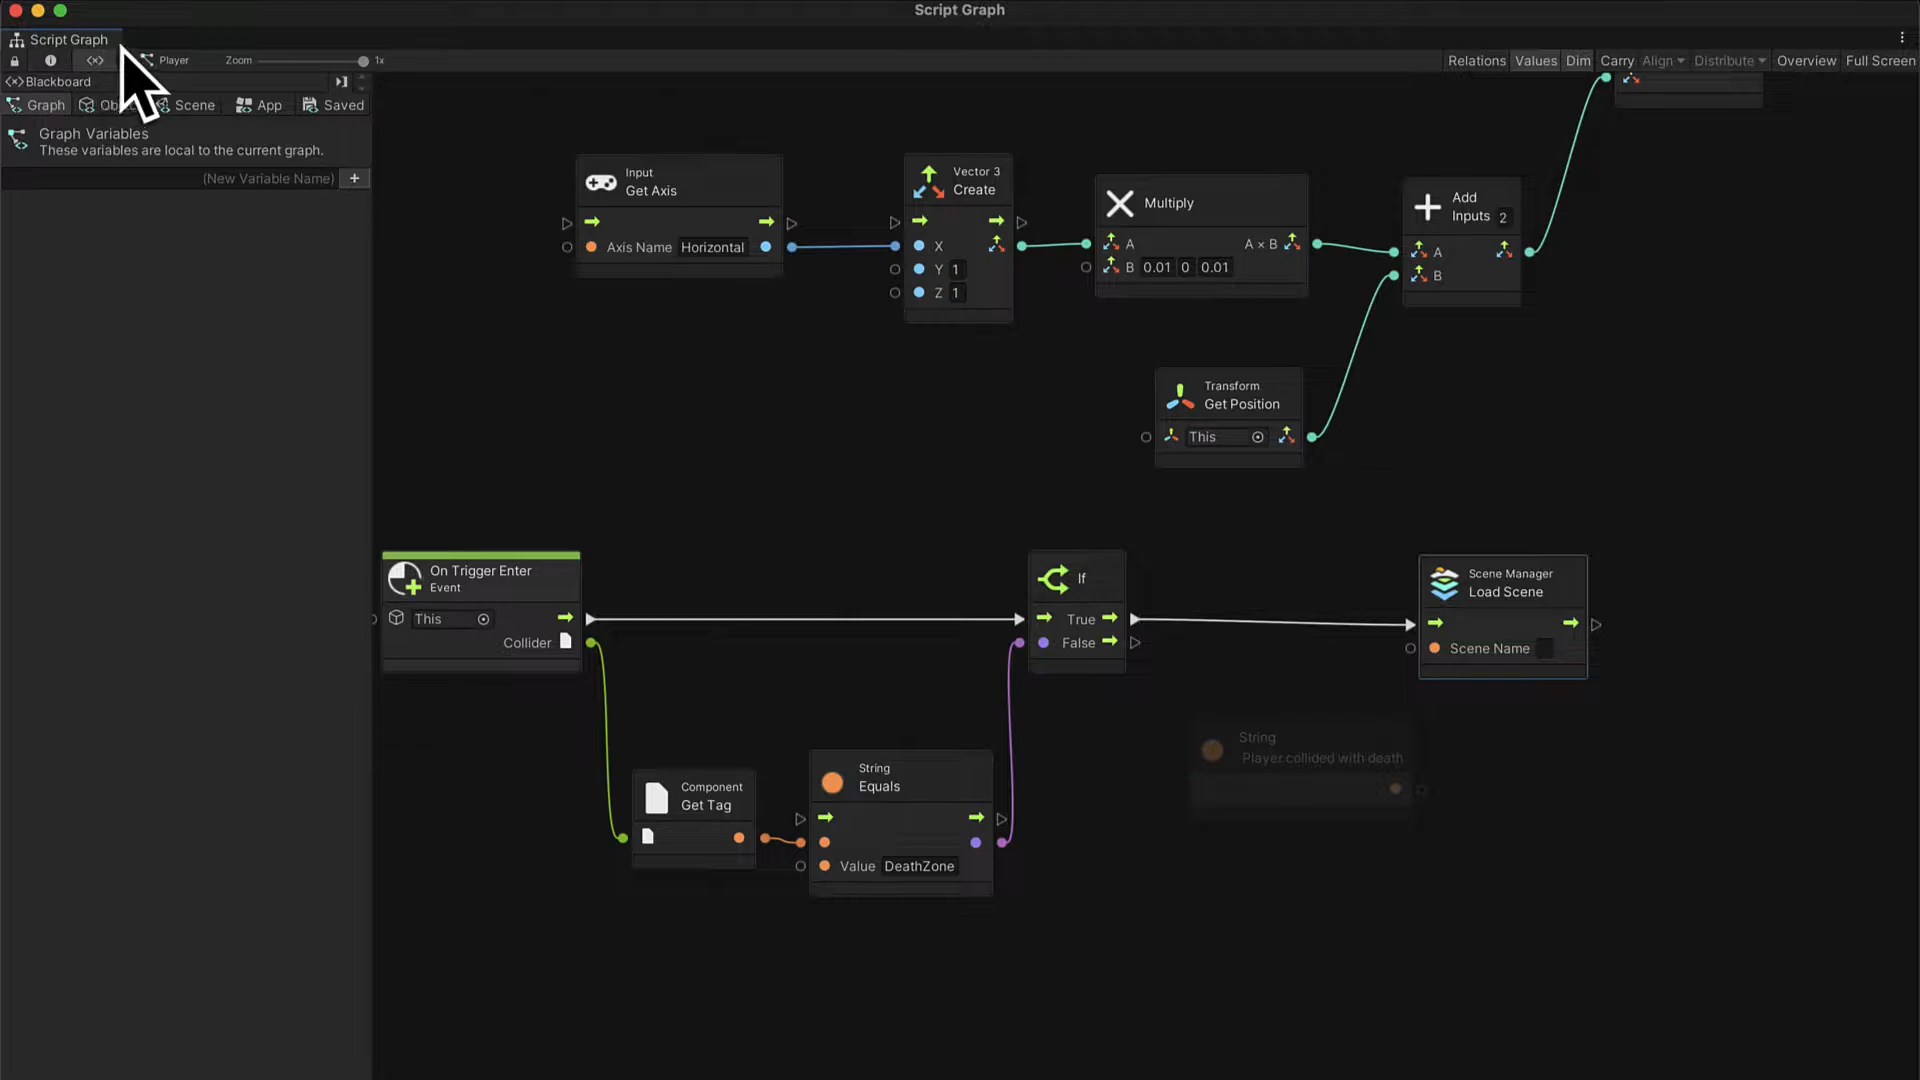 Script Graph
Script Graph
Player
Zoom
1x
Relations
Values
Dim
Carry
Align
Distribute
Overview
Full Screen
<×> Blackboard
Graph
Scene
App
Saved
Graph Variables
These variables are local to the current graph.
(New Variable Name)
+
Input
Get Axis
Axis Name
Horizontal
Vector 3
Create
X
Y 1
Z 1
Multiply
A
A × B
B 0.01 0 0.01
Add
Inputs 2
A
B
Transform
Get Position
This
On Trigger Enter
Event
This
Collider
If
True
False
Scene Manager
Load Scene
Scene Name
String
Player collided with death
Component
Get Tag
String
Equals
Value DeathZone